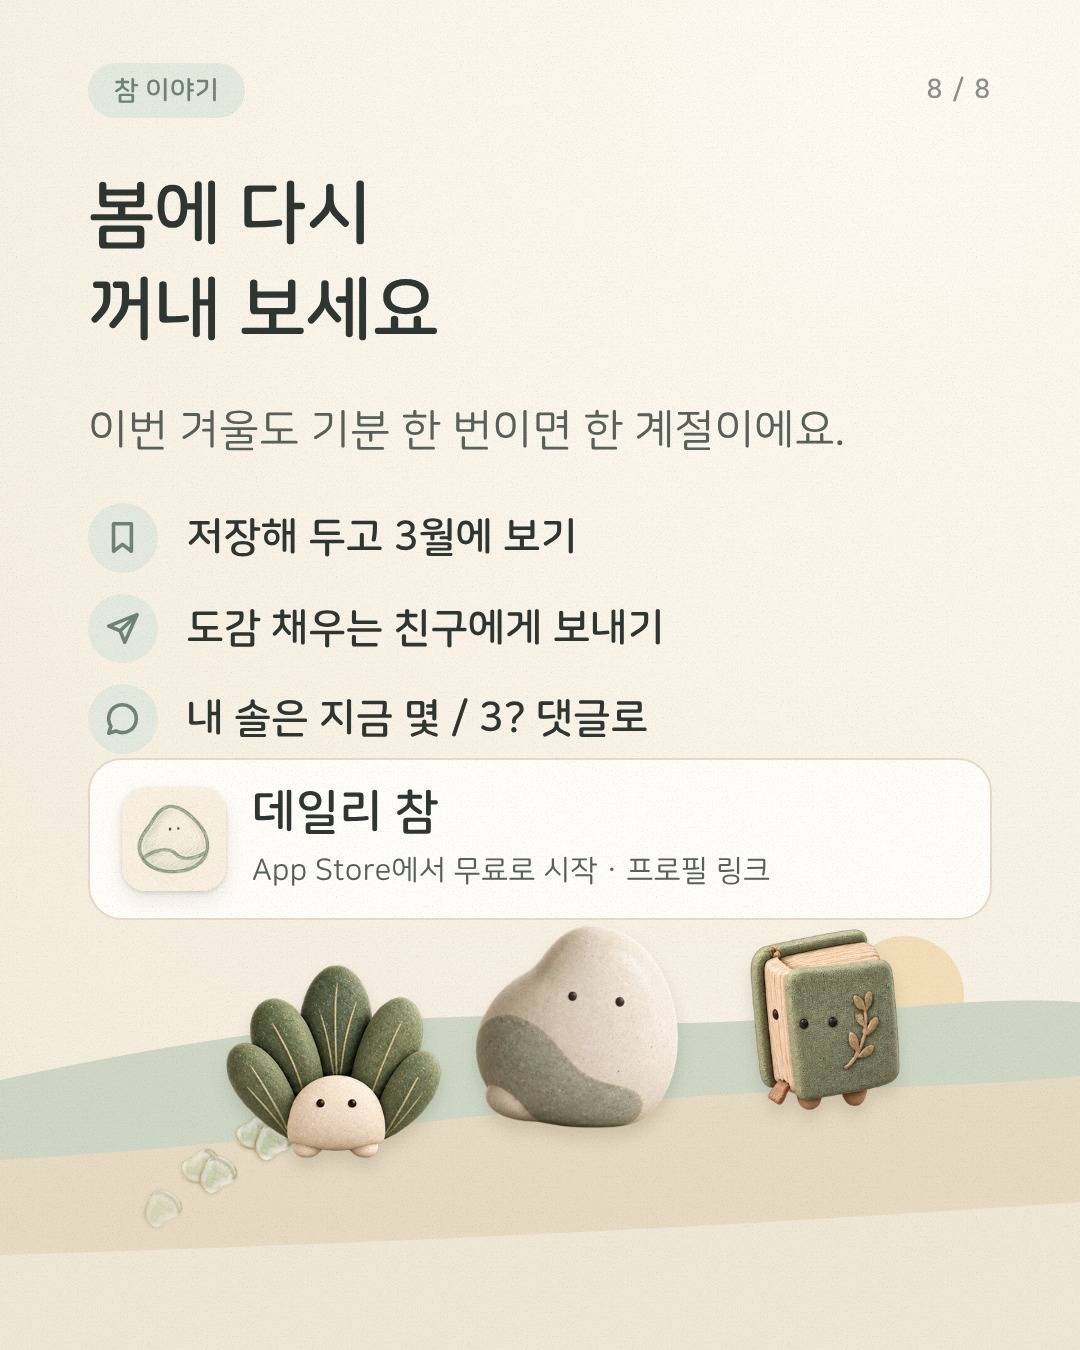 참 이야기
8 / 8
봄에 다시
꺼내 보세요
이번 겨울도 기분 한 번이면 한 계절이에요.
저장해 두고 3월에 보기
도감 채우는 친구에게 보내기
내 솔은 지금 몇 / 3? 댓글로
데일리 참
App Store에서 무료로 시작 · 프로필 링크